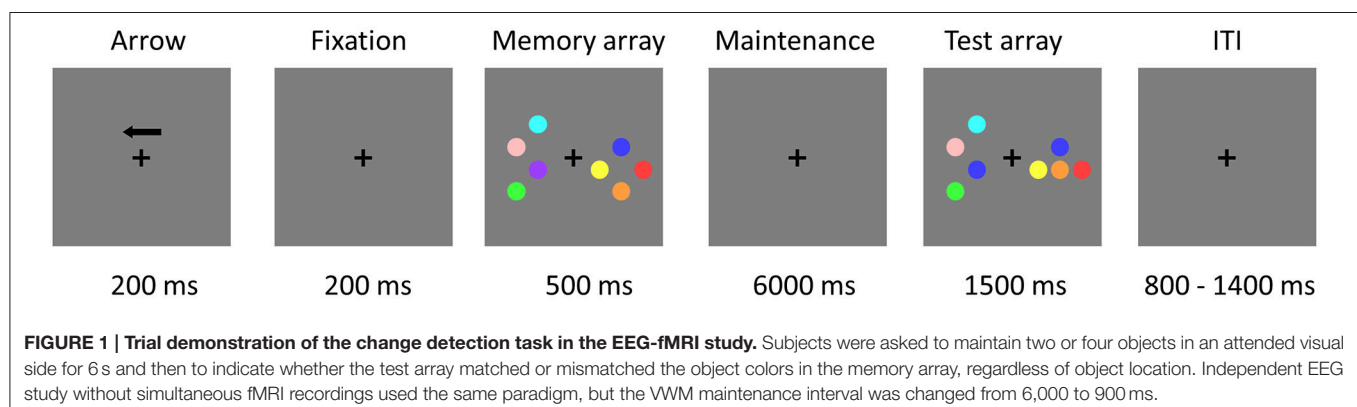 Arrow Fixation Memory array Maintenance Test array ITI
200 ms 200 ms 500 ms 6000 ms 1500 ms 800 - 1400 ms
FIGURE 1 | Trial demonstration of the change detection task in the EEG-fMRI study. Subjects were asked to maintain two or four objects in an attended visual
side for 6 s and then to indicate whether the test array matched or mismatched the object colors in the memory array, regardless of object location. Independent EEG
study without simultaneous fMRI recordings used the same paradigm, but the VWM maintenance interval was changed from 6,000 to 900 ms.